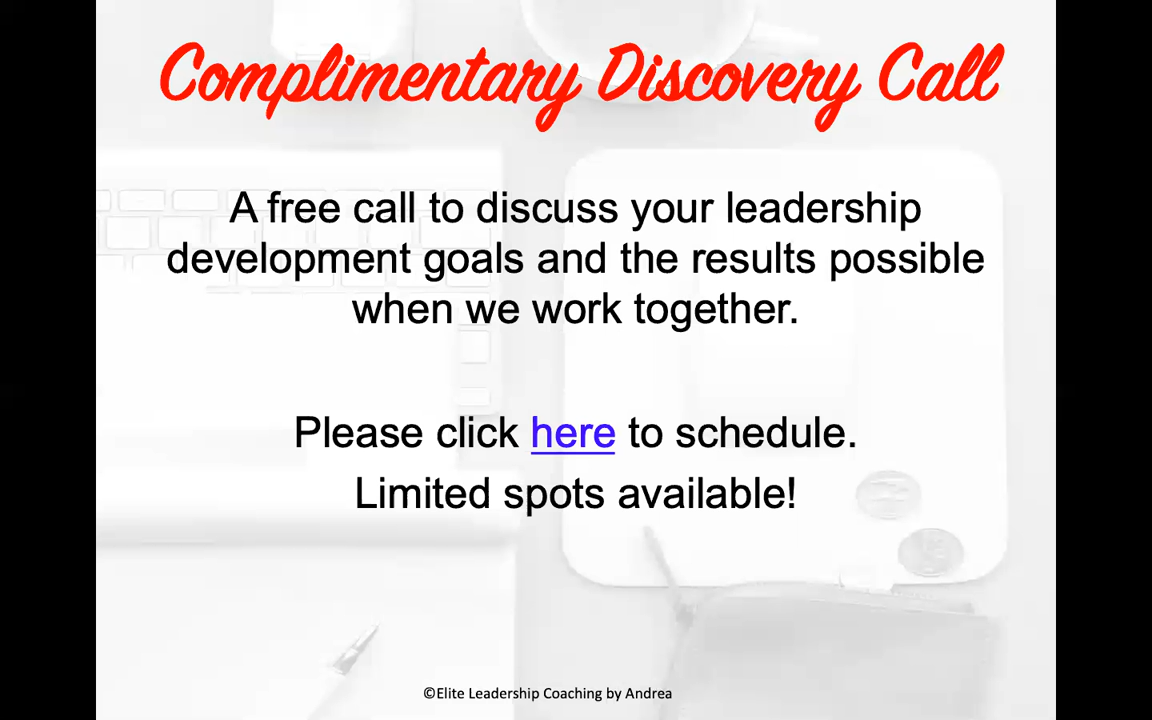 Complimentary Discovery Call
A free call to discuss your leadership
development goals and the results possible
when we work together.
Please click here to schedule.
Limited spots available!
©Elite Leadership Coaching by Andrea